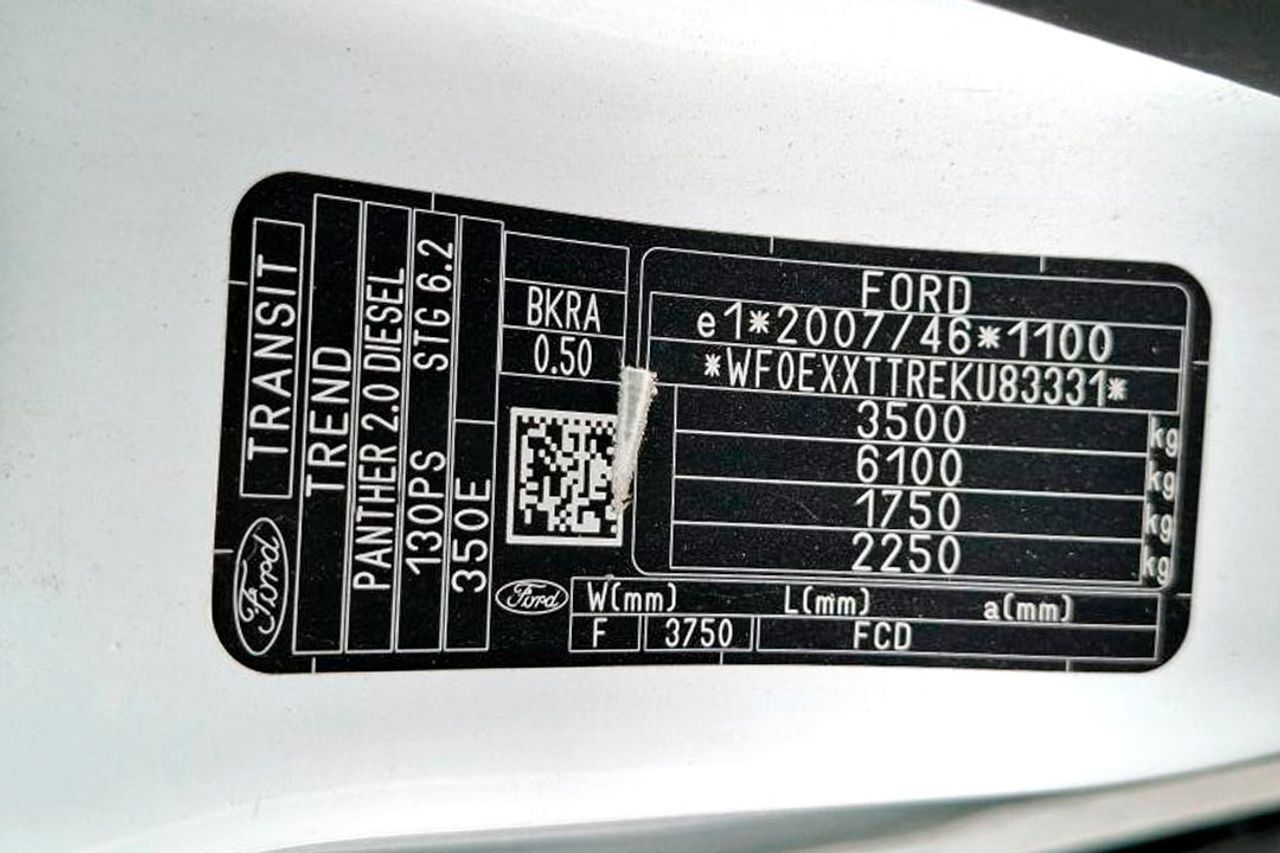 TRANSIT
TREND
PANTHER 2.0 DIESEL
130PS STG 6.2
350E
Ford
BKRA
0.50
Ford
FORD
e1*2007/46*1100
*WF0EXXTTREKU83331*
3500 kg
6100 kg
1750 kg
2250 kg
W(mm) L(mm) a(mm)
F 3750 FCD